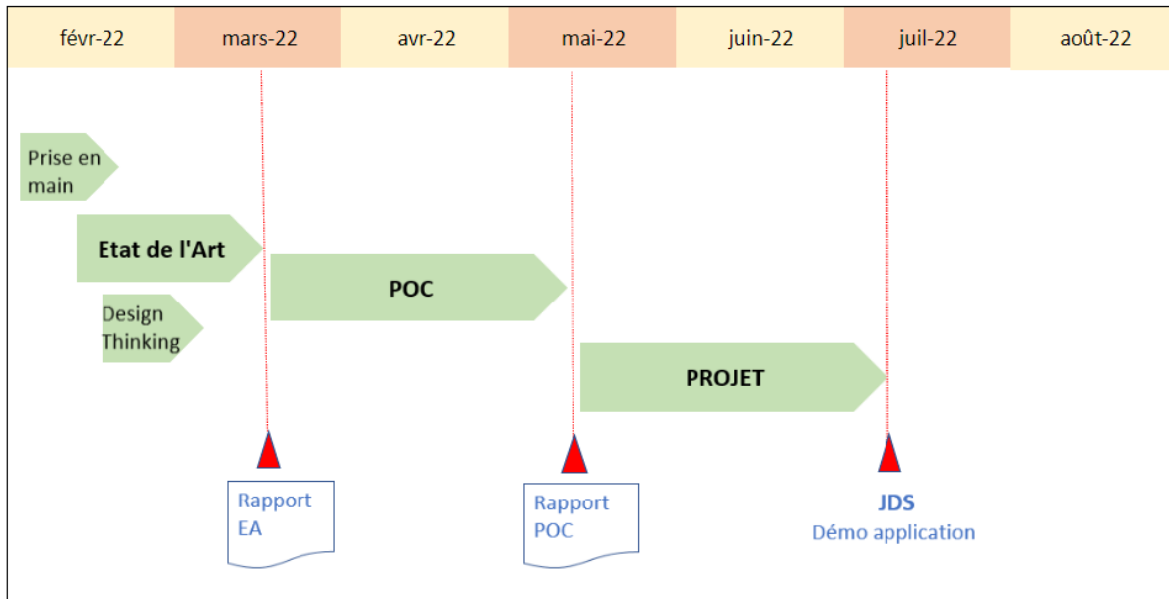 févr-22
mars-22
avr-22
mai-22
juin-22
juil-22
août-22
Prise en
main
Etat de l'Art
Design
Thinking
POC
PROJET
Rapport
EA
Rapport
POC
JDS
Démo application